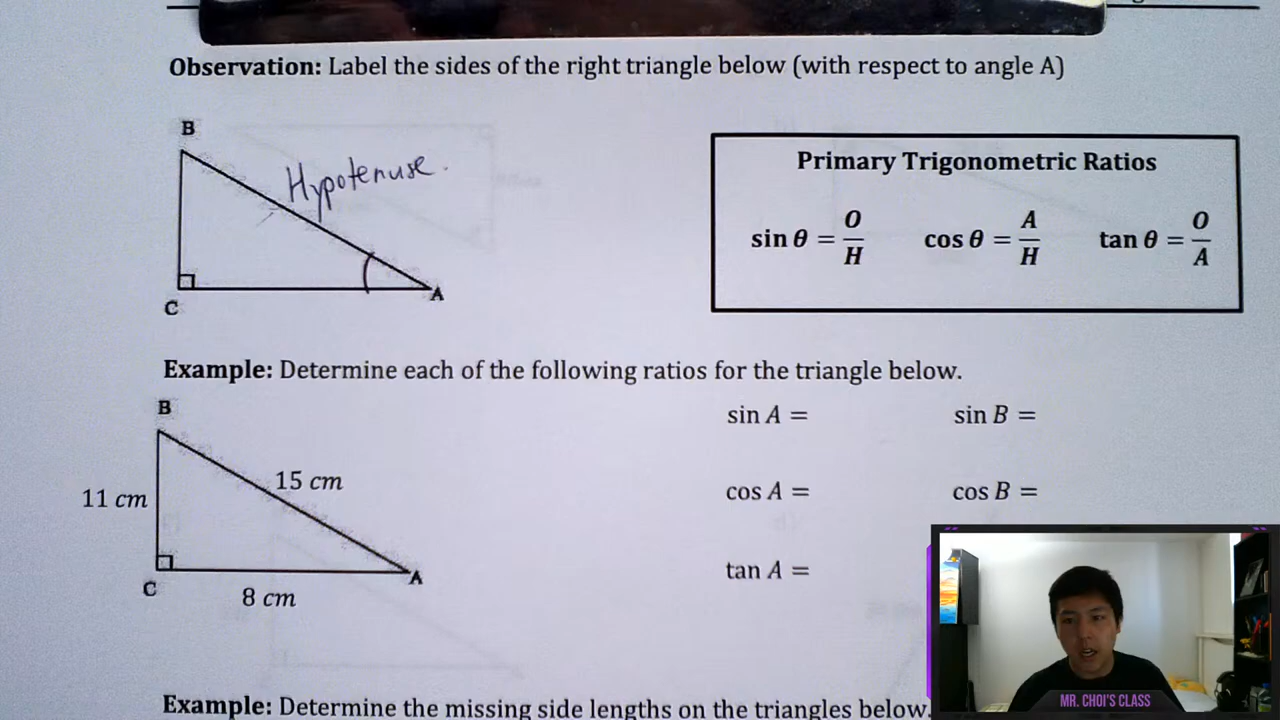 Observation: Label the sides of the right triangle below (with respect to angle A)
B
Hypotenuse
C
A
Primary Trigonometric Ratios
sin θ = O/H cos θ = A/H tan θ = O/A
Example: Determine each of the following ratios for the triangle below.
B
11 cm
15 cm
C
8 cm
A
sin A = sin B =
cos A = cos B =
tan A =
MR. CHOI'S CLASS
Example: Determine the missing side lengths on the triangles below.